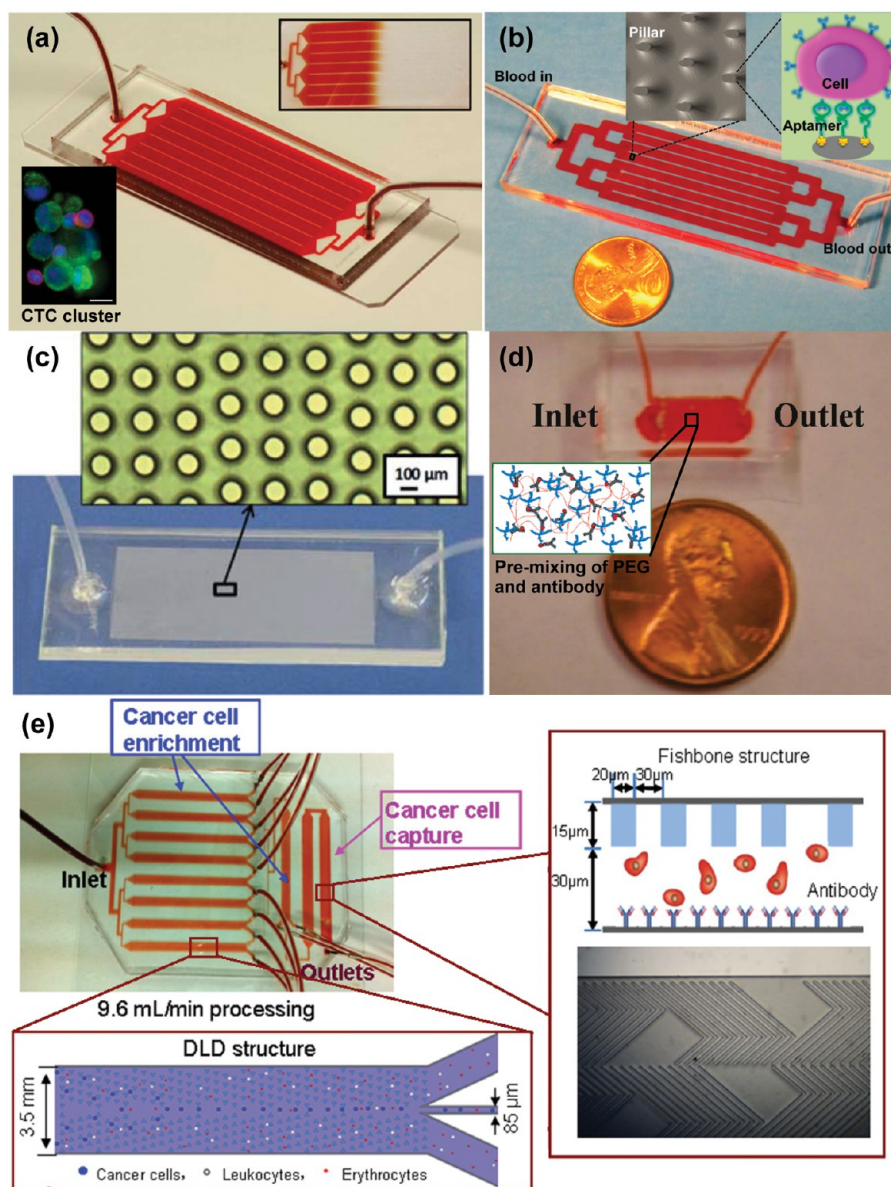 (a)
CTC cluster
(b)
Pillar
Blood in
Cell
Aptamer
Blood out
(c)
100 µm
(d)
Inlet
Outlet
Pre-mixing of PEG
and antibody
(e)
Cancer cell
enrichment
Cancer cell
capture
Inlet
Outlets
9.6 mL/min processing
DLD structure
3.5 mm
85 µm
Cancer cells, Leukocytes, Erythrocytes
Fishbone structure
20µm 30µm
15µm
30µm
Antibody